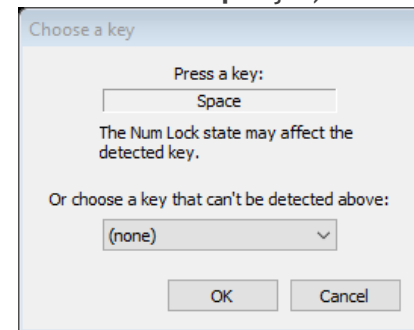 Choose a key
Press a key:
Space
The Num Lock state may affect the
detected key.
Or choose a key that can't be detected above:
(none)
OK
Cancel